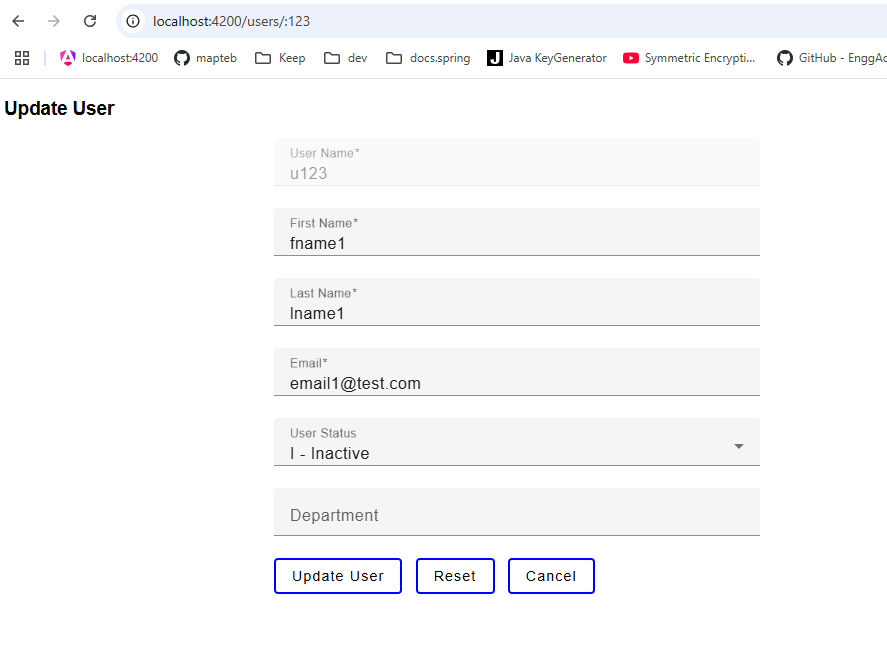 localhost:4200/users/:123
localhost:4200 mapteb Keep dev docs.spring J Java KeyGenerator Symmetric Encrypti... GitHub - EnggAc
Update User
User Name*
u123
First Name*
fname1
Last Name*
lname1
Email*
email1@test.com
User Status
I - Inactive
Department
Update User Reset Cancel